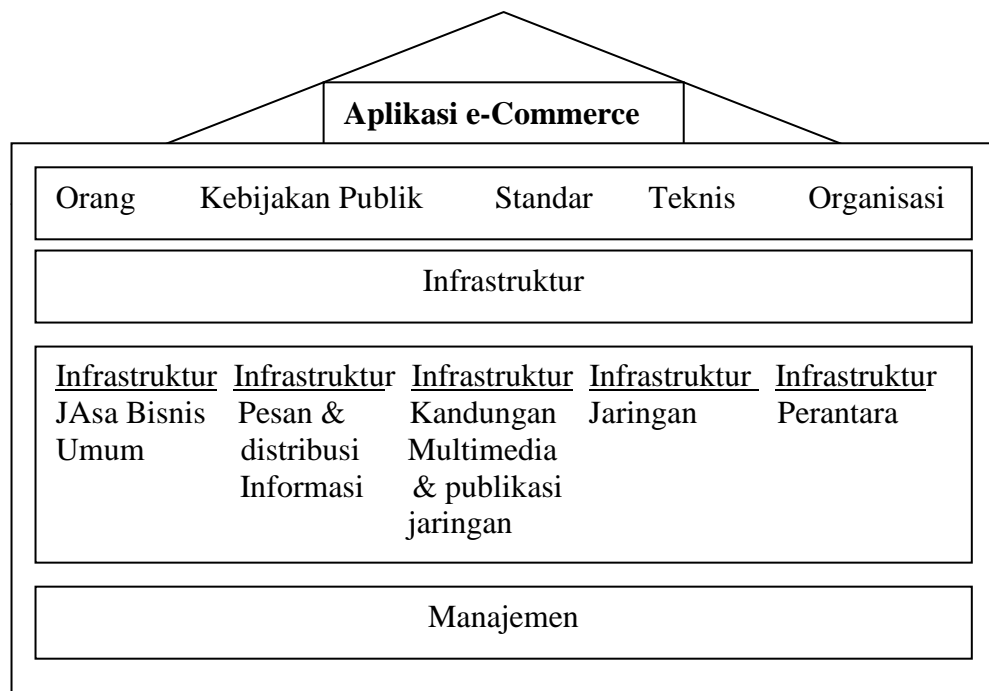 Aplikasi e-Commerce
Orang Kebijakan Publik Standar Teknis Organisasi
Infrastruktur
Infrastruktur Infrastruktur Infrastruktur Infrastruktur Infrastruktur
JAsa Bisnis Pesan & Kandungan Jaringan Perantara
Umum distribusi Multimedia
Informasi & publikasi
jaringan
Manajemen